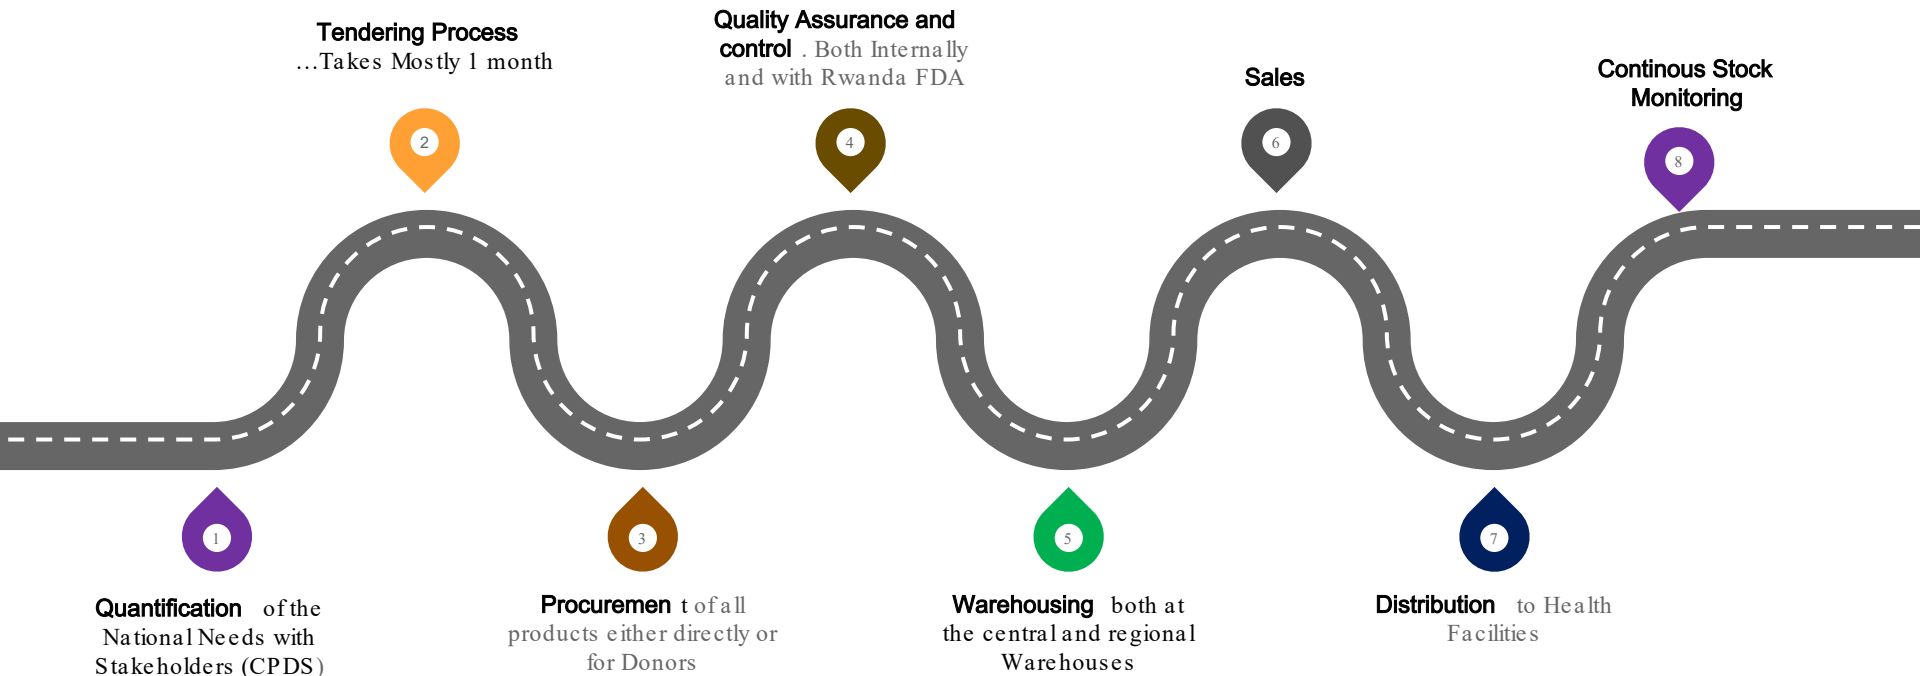 Tendering Process
...Takes Mostly 1 month
2
Quality Assurance and
control . Both Internally
and with Rwanda FDA
4
Sales
6
Continous Stock
Monitoring
8
1
Quantification of the
National Needs with
Stakeholders (CPDS)
3
Procurement of all
products either directly or
for Donors
5
Warehousing both at
the central and regional
Warehouses
7
Distribution to Health
Facilities